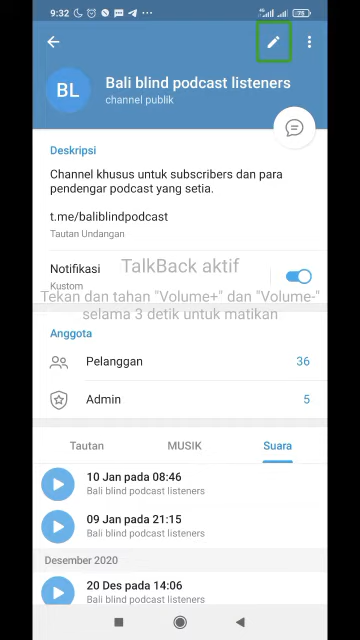 9:32
75
BL
Bali blind podcast listeners
channel publik
Deskripsi
Channel khusus untuk subscribers dan para
pendengar podcast yang setia.
t.me/baliblindpodcast
Tautan Undangan
Notifikasi
Kustom
TalkBack aktif
Tekan dan tahan "Volume+" dan "Volume-"
selama 3 detik untuk matikan
Anggota
Pelanggan 36
Admin 5
Tautan MUSIK Suara
10 Jan pada 08:46
Bali blind podcast listeners
09 Jan pada 21:15
Bali blind podcast listeners
Desember 2020
20 Des pada 14:06
Bali blind podcast listeners